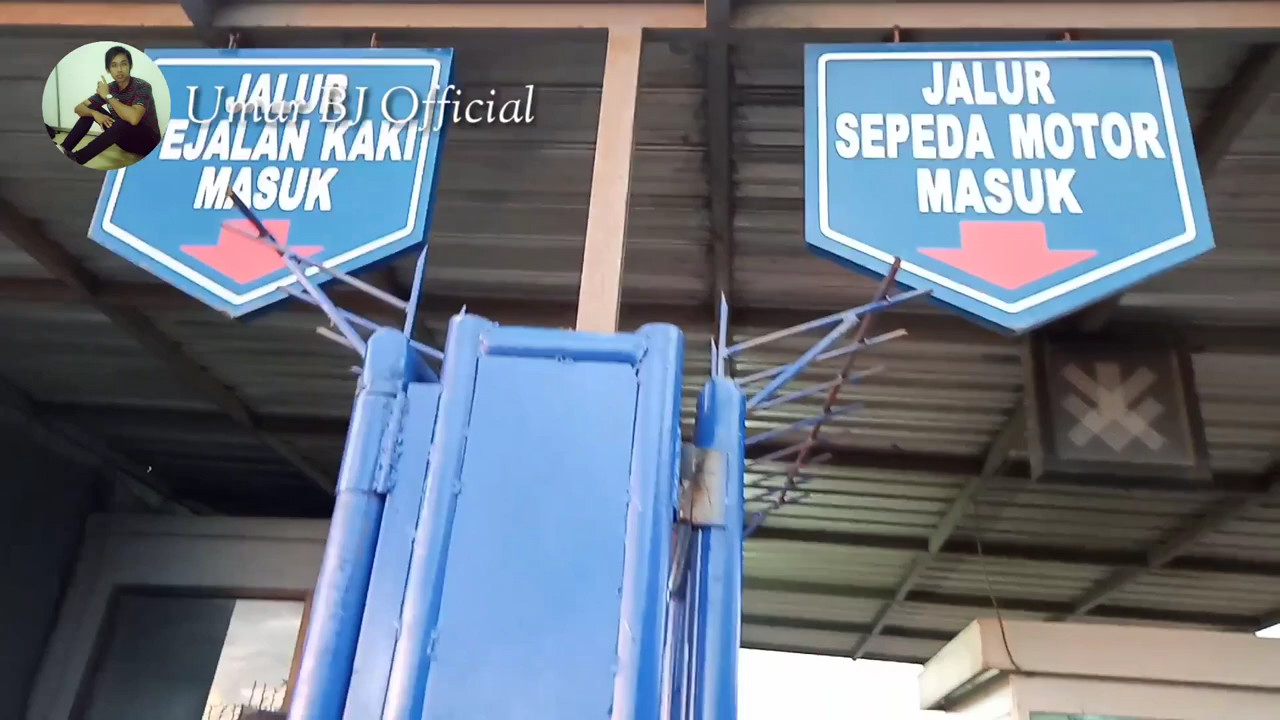 JALUR
EJALAN KAKI
MASUK
Umar BJ Official
JALUR
SEPEDA MOTOR
MASUK